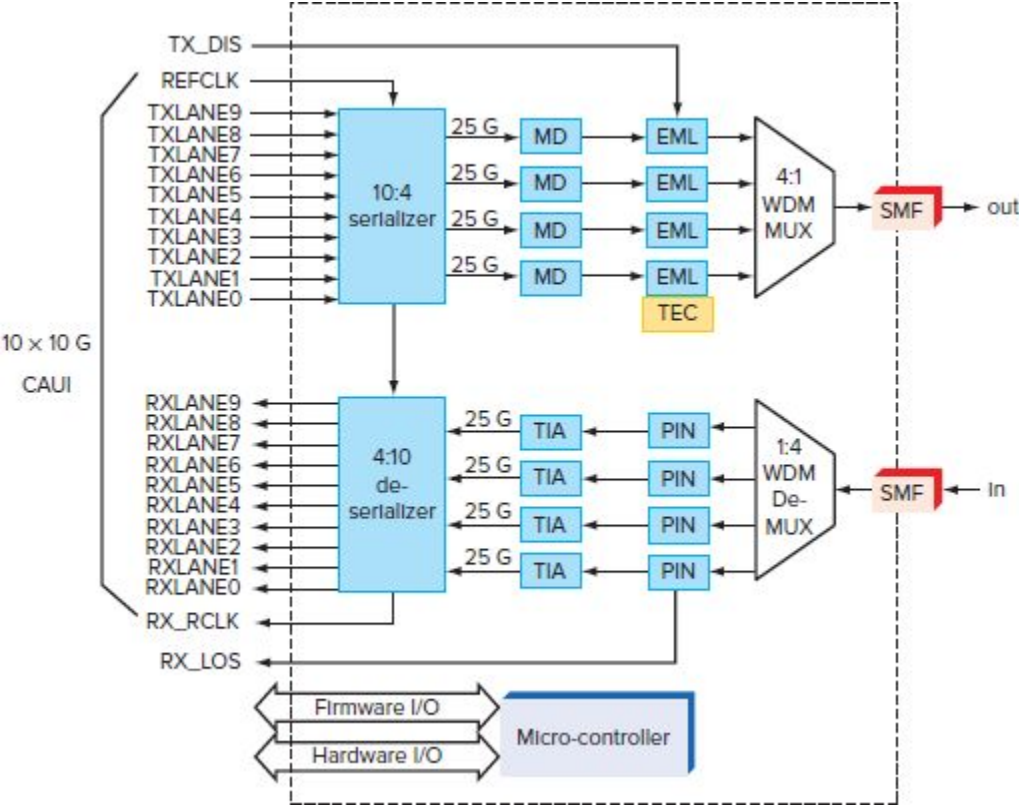 TX_DIS
REFCLK
TXLANE9
TXLANE8
TXLANE7
TXLANE6
TXLANE5
TXLANE4
TXLANE3
TXLANE2
TXLANE1
TXLANE0
10:4
serializer
25 G
MD
EML
25 G
MD
EML
25 G
MD
EML
25 G
MD
EML
TEC
4:1
WDM
MUX
SMF
out
10 × 10 G
CAUI
RXLANE9
RXLANE8
RXLANE7
RXLANE6
RXLANE5
RXLANE4
RXLANE3
RXLANE2
RXLANE1
RXLANE0
RX_RCLK
RX_LOS
4:10
de-
serializer
25 G
TIA
PIN
25 G
TIA
PIN
25 G
TIA
PIN
25 G
TIA
PIN
1:4
WDM
De-
MUX
SMF
In
Firmware I/O
Hardware I/O
Micro-controller